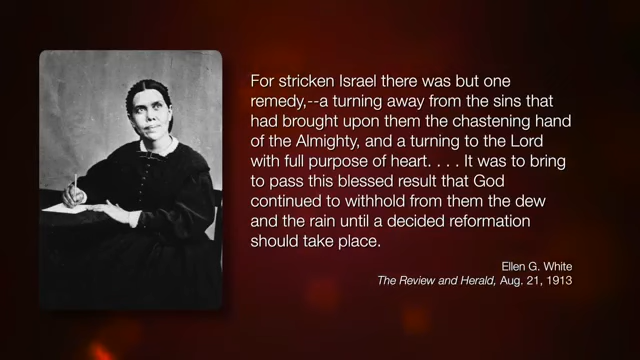 For stricken Israel there was but one
remedy,--a turning away from the sins that
had brought upon them the chastening hand
of the Almighty, and a turning to the Lord
with full purpose of heart. . . . It was to bring
to pass this blessed result that God
continued to withhold from them the dew
and the rain until a decided reformation
should take place.
Ellen G. White
The Review and Herald, Aug. 21, 1913